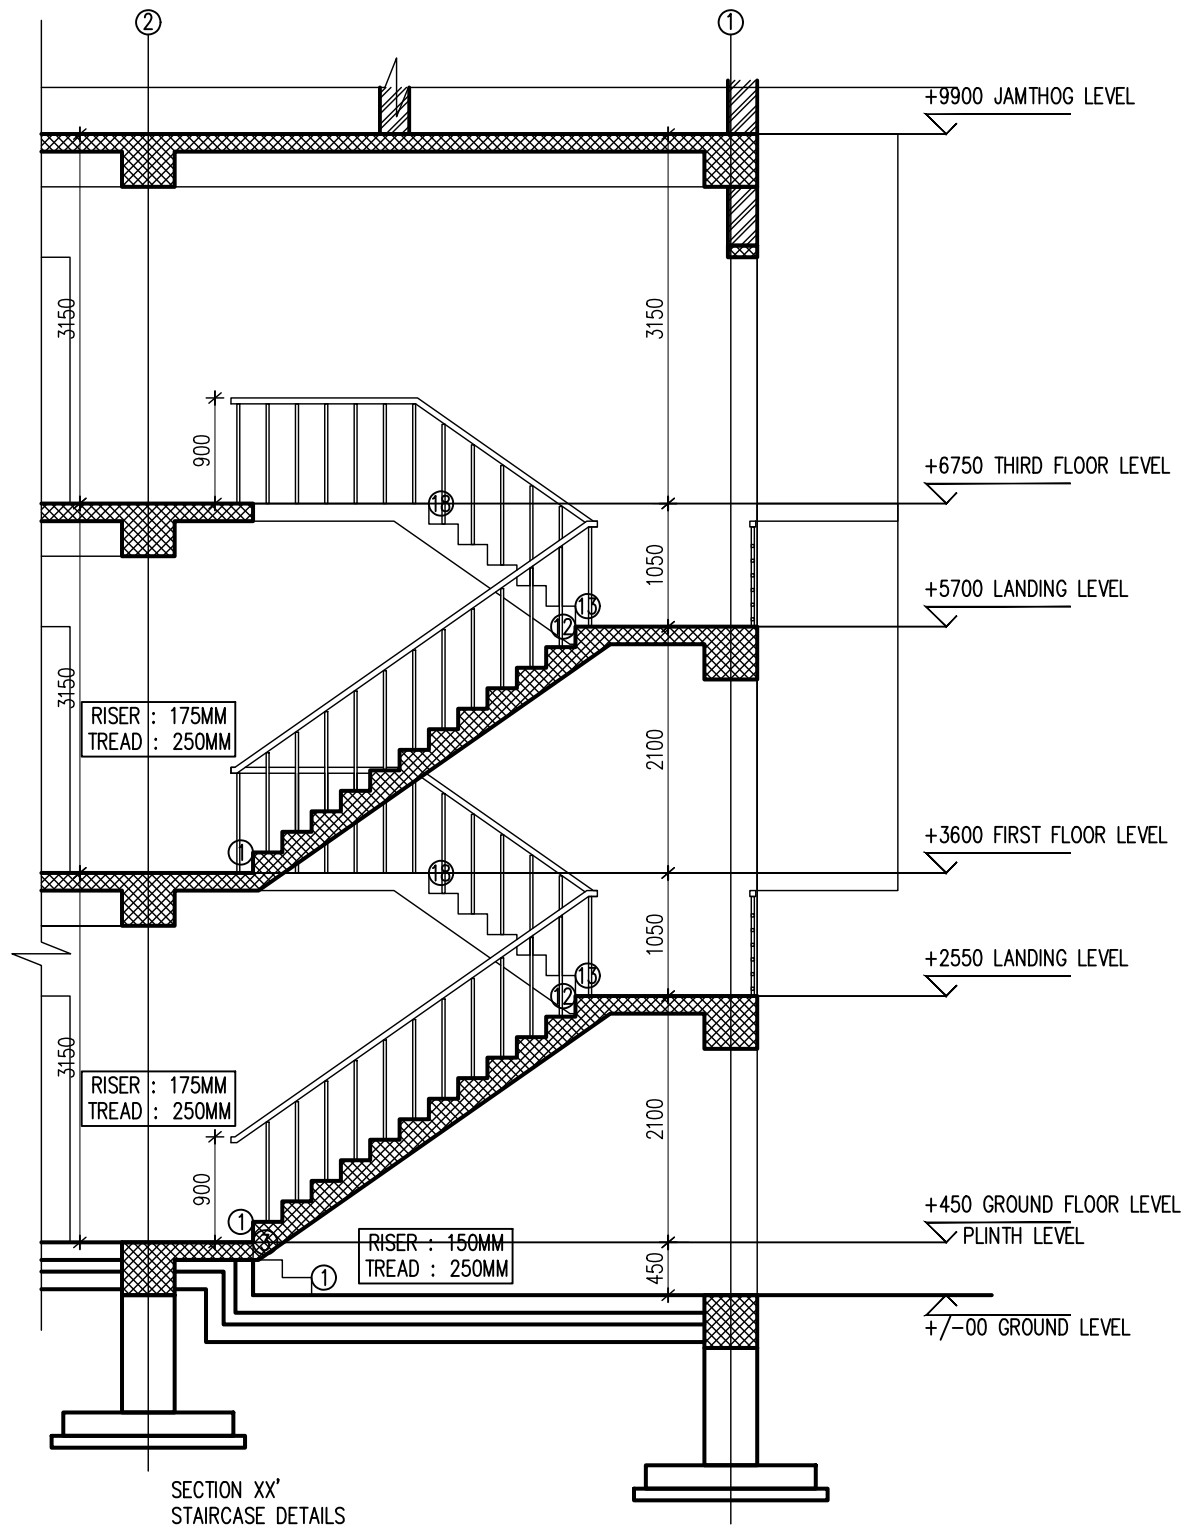 2
1
+9900 JAMTHOG LEVEL
3150
3150
900
+6750 THIRD FLOOR LEVEL
18
1050
+5700 LANDING LEVEL
13
12
3150
RISER : 175MM
TREAD : 250MM
2100
+3600 FIRST FLOOR LEVEL
1
18
1050
+2550 LANDING LEVEL
13
12
3150
RISER : 175MM
TREAD : 250MM
2100
900
+450 GROUND FLOOR LEVEL
PLINTH LEVEL
1
3
RISER : 150MM
TREAD : 250MM
1
450
+/-00 GROUND LEVEL
SECTION XX'
STAIRCASE DETAILS